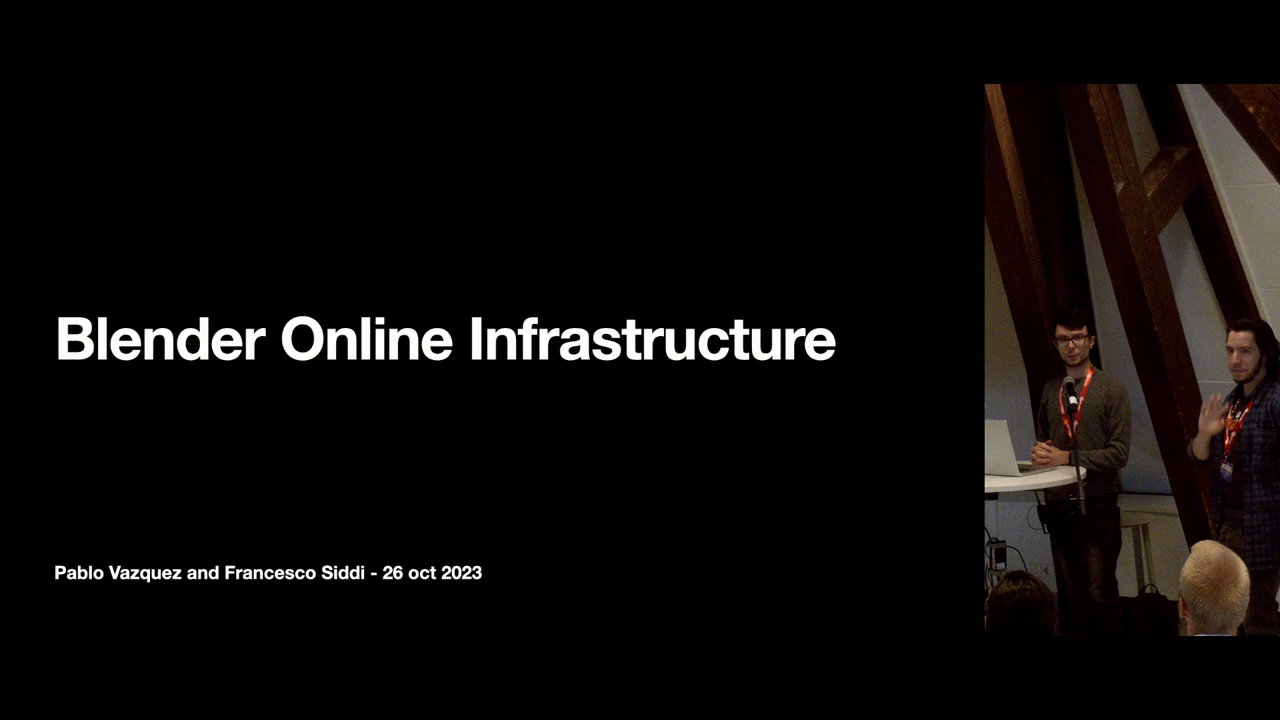 Blender Online Infrastructure
Pablo Vazquez and Francesco Siddi - 26 oct 2023